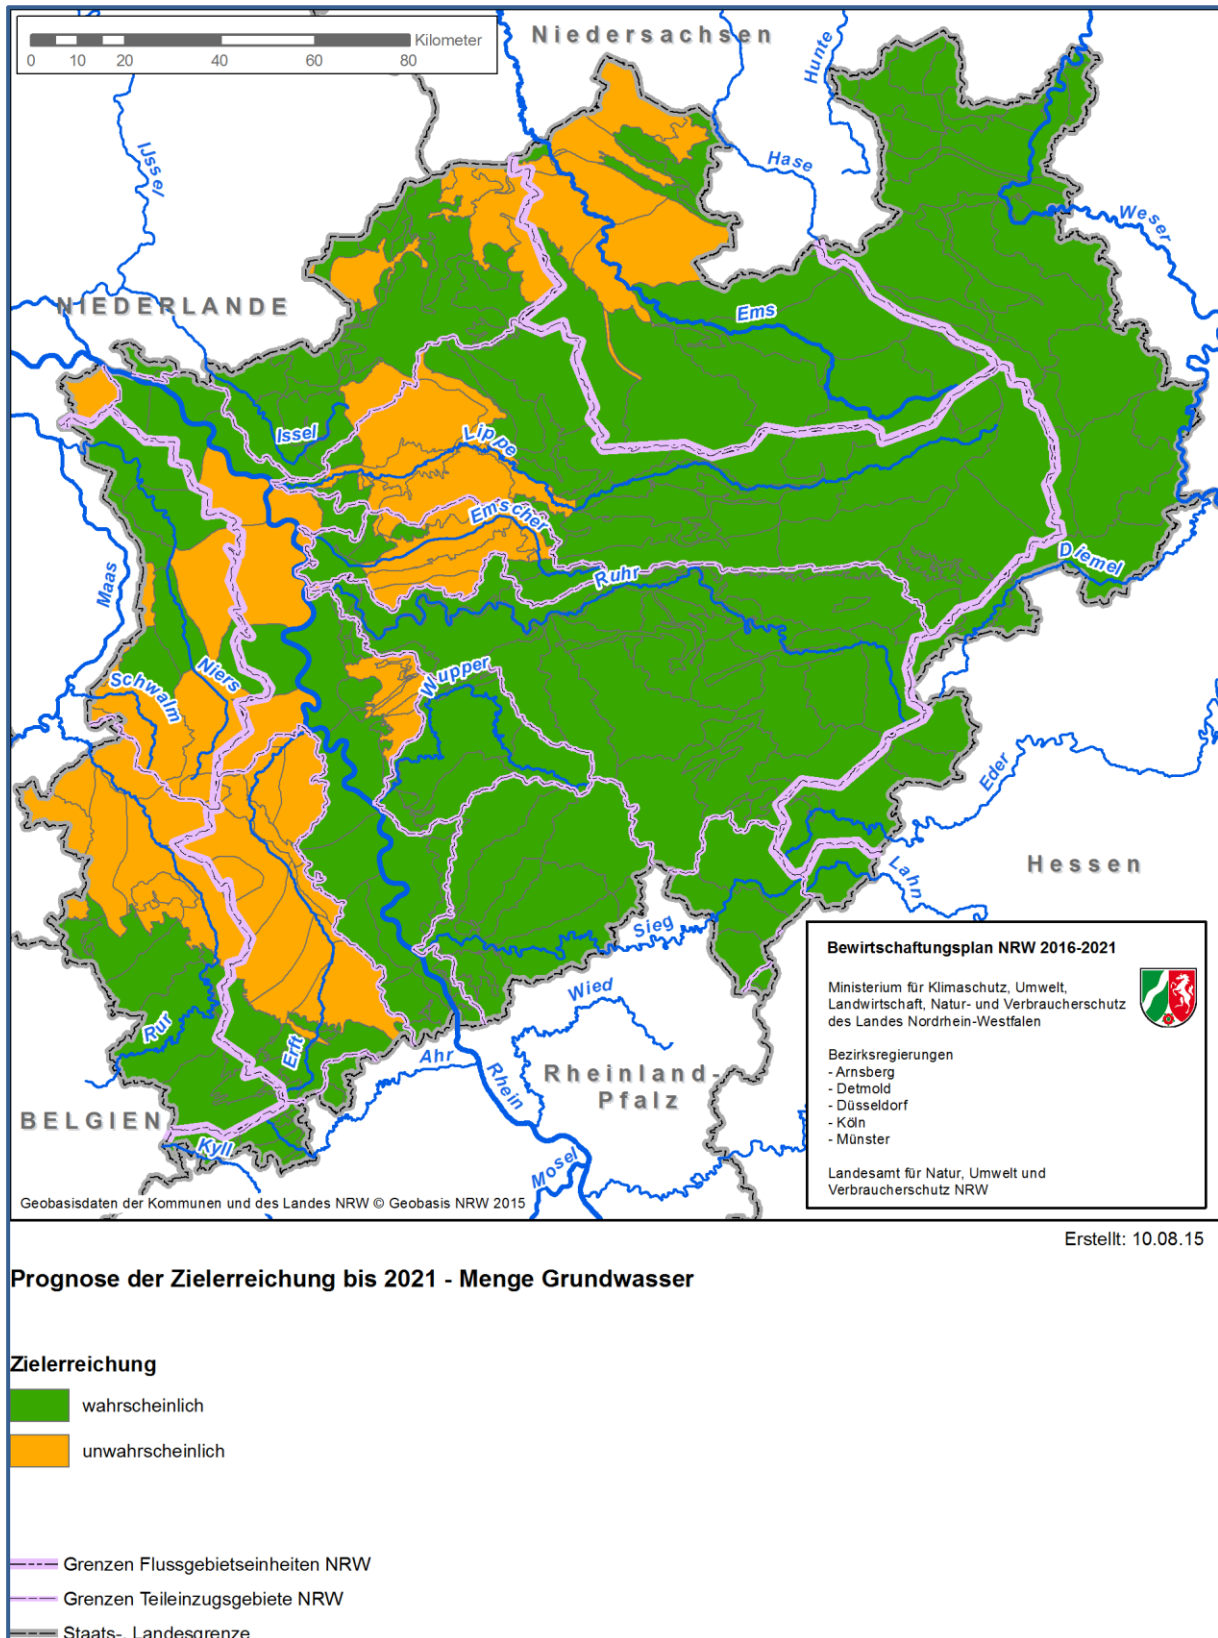 Niedersachsen
Kilometer
0 10 20 40 60 80
Hunte
IJssel
Hase
Weser
NIEDERLANDE
Ems
Issel
Lippe
Emscher
Maas
Ruhr
Diemel
Niers
Schwalm
Wupper
Eder
Hessen
Lahn
Sieg
Wied
Rur
Erft
Ahr
Rhein
Rheinland-
Pfalz
BELGIEN
Kyll
Mosel
Bewirtschaftungsplan NRW 2016-2021
Ministerium für Klimaschutz, Umwelt,
Landwirtschaft, Natur- und Verbraucherschutz
des Landes Nordrhein-Westfalen
Bezirksregierungen
- Arnsberg
- Detmold
- Düsseldorf
- Köln
- Münster
Landesamt für Natur, Umwelt und
Verbraucherschutz NRW
Geobasisdaten der Kommunen und des Landes NRW © Geobasis NRW 2015
Erstellt: 10.08.15
Prognose der Zielerreichung bis 2021 - Menge Grundwasser
Zielerreichung
wahrscheinlich
unwahrscheinlich
Grenzen Flussgebietseinheiten NRW
Grenzen Teileinzugsgebiete NRW
Staats-, Landesgrenze